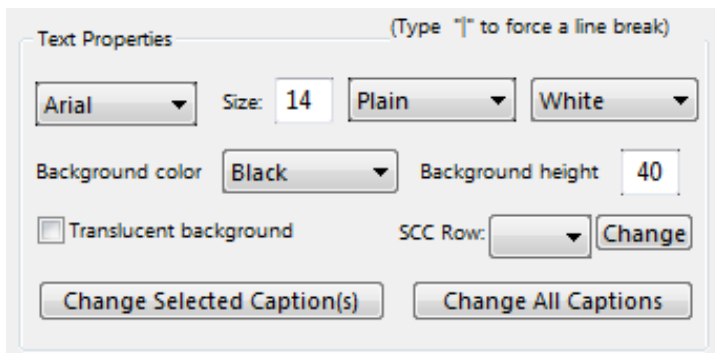 (Type "|" to force a line break)
Text Properties
Arial Size: 14 Plain White
Background color Black Background height 40
Translucent background SCC Row: Change
Change Selected Caption(s) Change All Captions